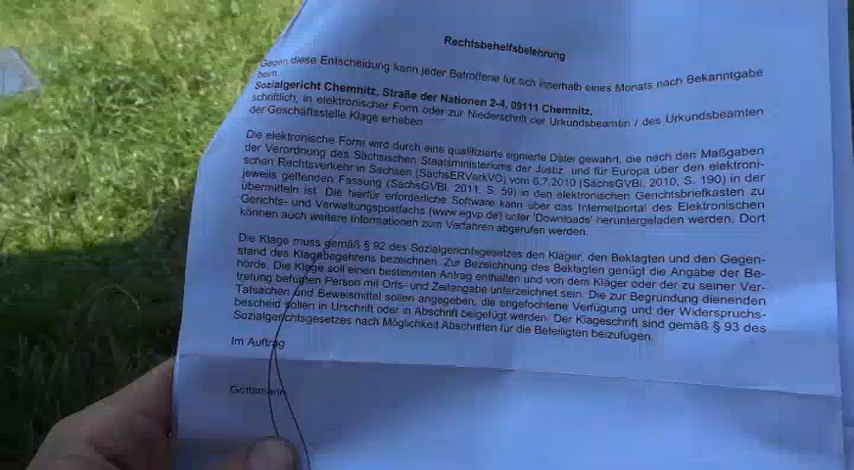 Rechtsbehelfsbelehrung
Gegen diese Entscheidung kann jeder Betroffene für sich innerhalb eines Monats nach Bekanntgabe
beim
Sozialgericht Chemnitz, Straße der Nationen 2-4, 09111 Chemnitz,
schriftlich, in elektronischer Form oder zur Niederschrift der Urkundsbeamtin / des Urkundsbeamten
der Geschäftsstelle Klage erheben.
Die elektronische Form wird durch eine qualifizierte signierte Datei gewahrt, die nach den Maßgaben
der Verordnung des Sächsischen Staatsministeriums der Justiz und für Europa über den elektroni-
schen Rechtsverkehr in Sachsen (SächsERVerkVO) vom 6.7.2010 (SächsGVBl. 2010, S. 190) in der
jeweils geltenden Fassung (SächsGVBl. 2011, S. 59) in den elektronischen Gerichtsbriefkasten zu
übermitteln ist. Die hierfür erforderliche Software kann über das Internetportal des Elektronischen
Gerichts- und Verwaltungspostfachs (www.egvp.de) unter 'Downloads' heruntergeladen werden. Dort
können auch weitere Informationen zum Verfahren abgerufen werden.
Die Klage muss gemäß § 92 des Sozialgerichtsgesetzes den Kläger, den Beklagten und den Gegen-
stand des Klagebegehrens bezeichnen. Zur Bezeichnung des Beklagten genügt die Angabe der Be-
hörde. Die Klage soll einen bestimmten Antrag enthalten und von dem Kläger oder der zu seiner Ver-
tretung befugten Person mit Orts- und Zeitangabe unterzeichnet sein. Die zur Begründung dienenden
Tatsachen und Beweismittel sollen angegeben, die angefochtene Verfügung und der Widerspruchs-
bescheid sollen in Urschrift oder in Abschrift beigefügt werden. Der Klageschrift sind gemäß § 93 des
Sozialgerichtsgesetzes nach Möglichkeit Abschriften für die Beteiligten beizufügen.
Im Auftrag
Gottsmann